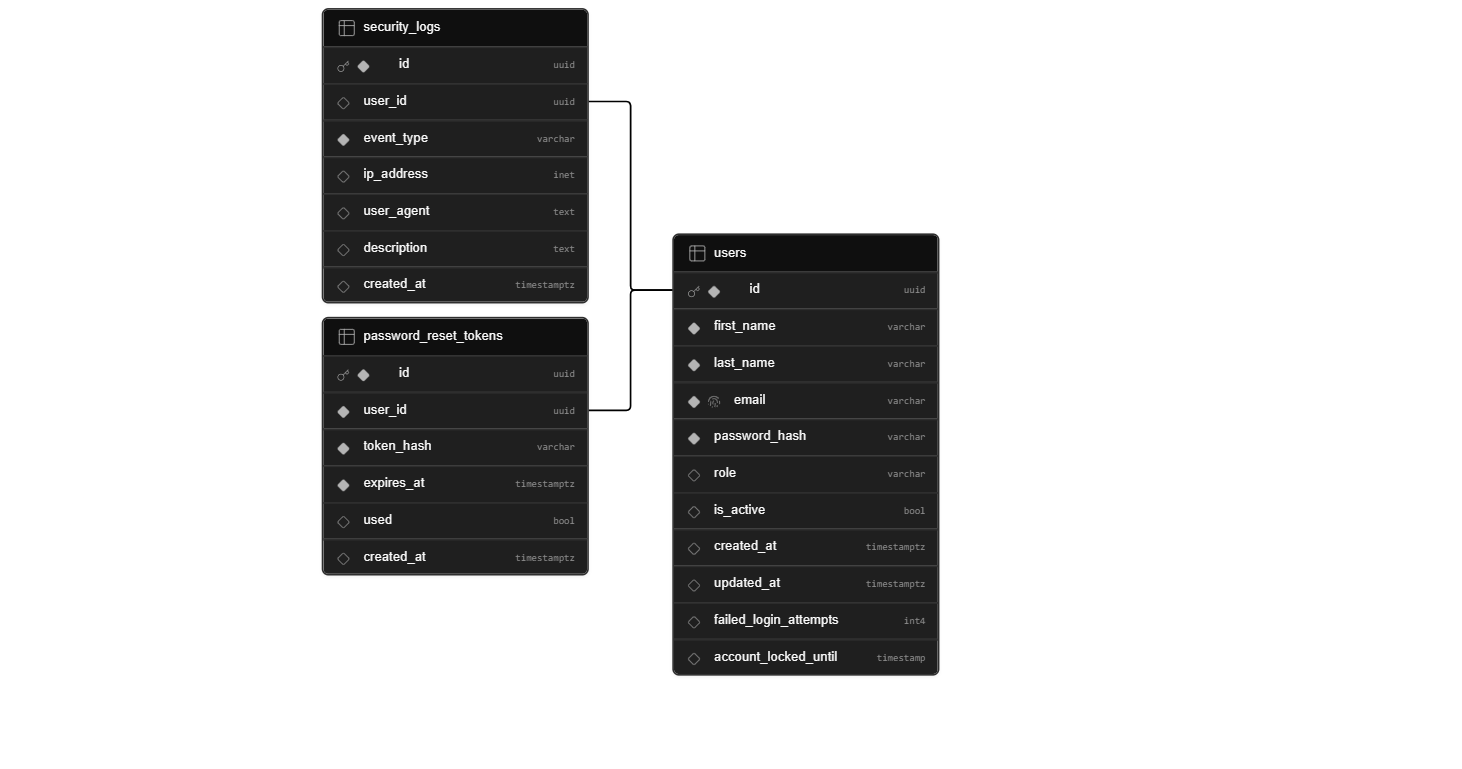 security_logs
id uuid
user_id uuid
event_type varchar
ip_address inet
user_agent text
description text
created_at timestamptz
password_reset_tokens
id uuid
user_id uuid
token_hash varchar
expires_at timestamptz
used bool
created_at timestamptz
users
id uuid
first_name varchar
last_name varchar
email varchar
password_hash varchar
role varchar
is_active bool
created_at timestamptz
updated_at timestamptz
failed_login_attempts int4
account_locked_until timestamp